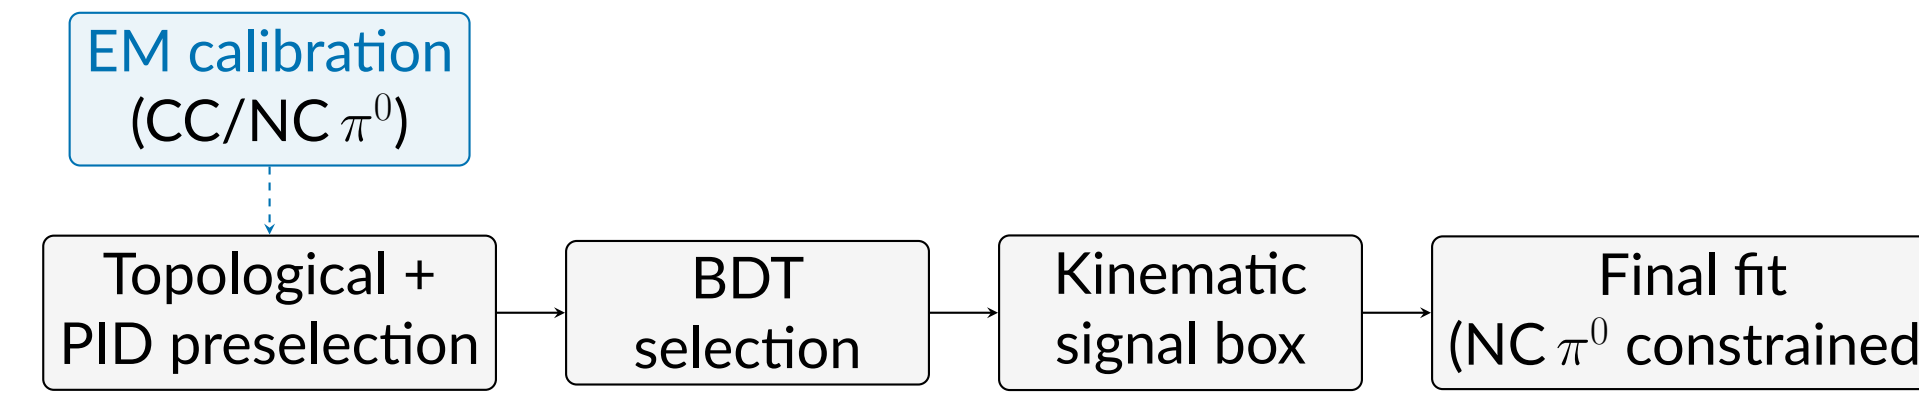 EM calibration
(CC/NC π⁰)
Topological +
PID preselection
BDT
selection
Kinematic
signal box
Final fit
(NC π⁰ constrained